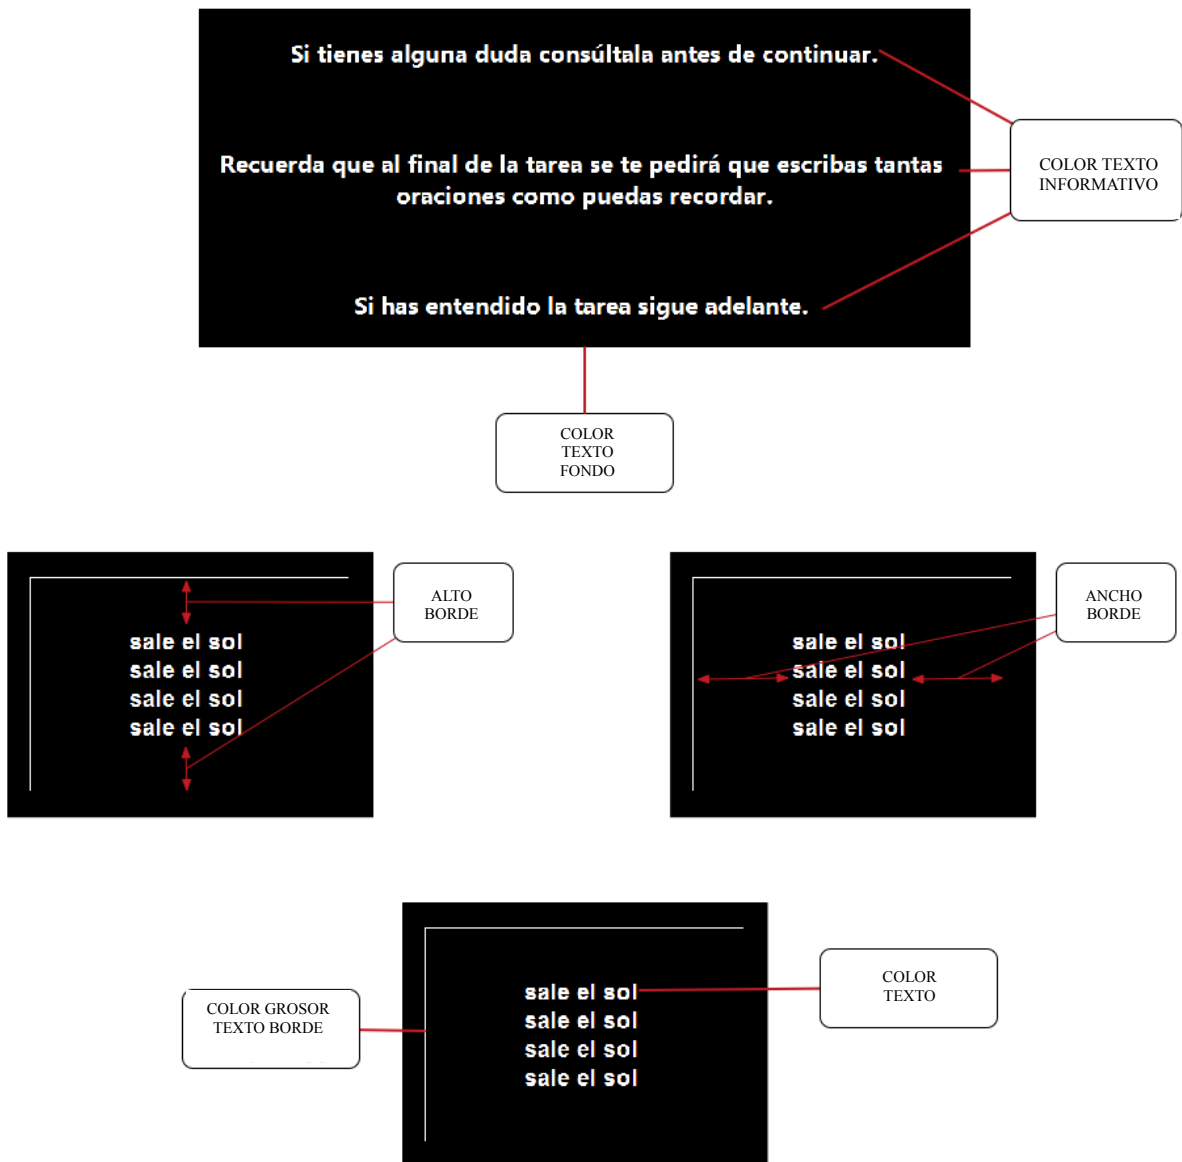 Si tienes alguna duda consúltala antes de continuar.
Recuerda que al final de la tarea se te pedirá que escribas tantas
oraciones como puedas recordar.
Si has entendido la tarea sigue adelante.
COLOR TEXTO
INFORMATIVO
COLOR
TEXTO
FONDO
sale el sol
sale el sol
sale el sol
sale el sol
ALTO
BORDE
sale el sol
sale el sol
sale el sol
sale el sol
ANCHO
BORDE
COLOR GROSOR
TEXTO BORDE
sale el sol
sale el sol
sale el sol
sale el sol
COLOR
TEXTO